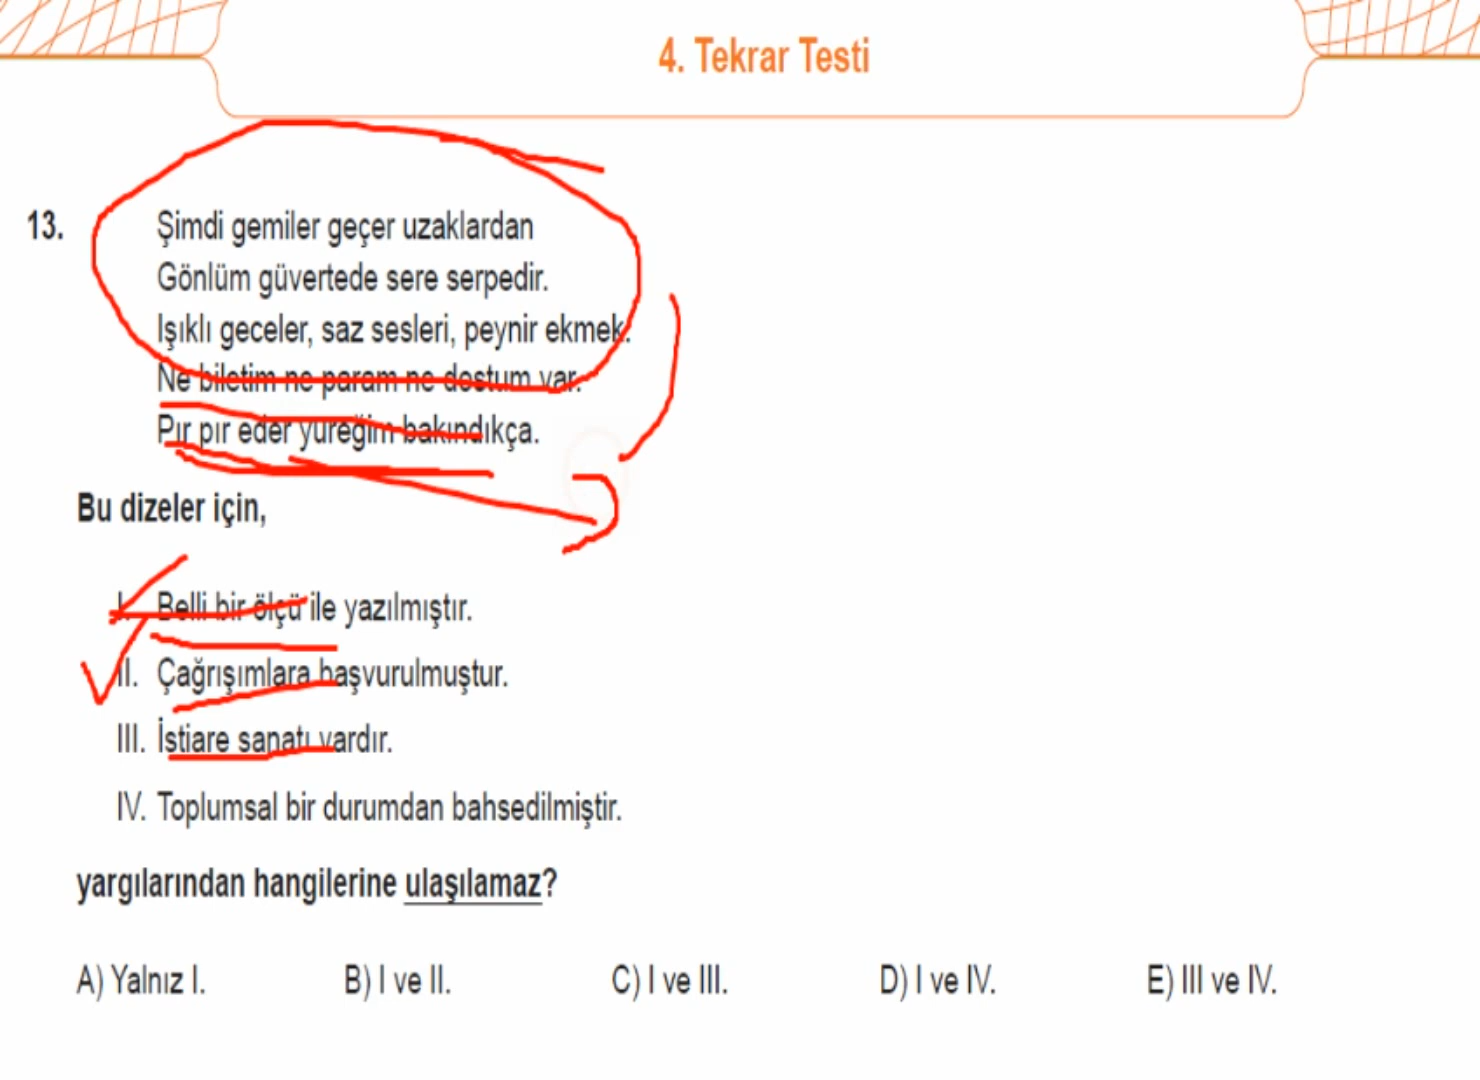 4. Tekrar Testi
13. Şimdi gemiler geçer uzaklardan
Gönlüm güvertede sere serpedir.
Işıklı geceler, saz sesleri, peynir ekmek.
Ne biletim ne param ne dostum var.
Pır pır eder yüreğim bakındıkça.
Bu dizeler için,
I. Belli bir ölçü ile yazılmıştır.
II. Çağrışımlara başvurulmuştur.
III. İstiare sanatı vardır.
IV. Toplumsal bir durumdan bahsedilmiştir.
yargılarından hangilerine ulaşılamaz?
A) Yalnız I. B) I ve II. C) I ve III. D) I ve IV. E) III ve IV.